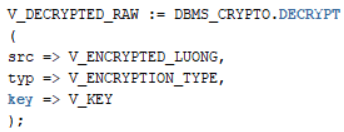 V_DECRYPTED_RAW := DBMS_CRYPTO.DECRYPT
(
src => V_ENCRYPTED_LUONG,
typ => V_ENCRYPTION_TYPE,
key => V_KEY
);